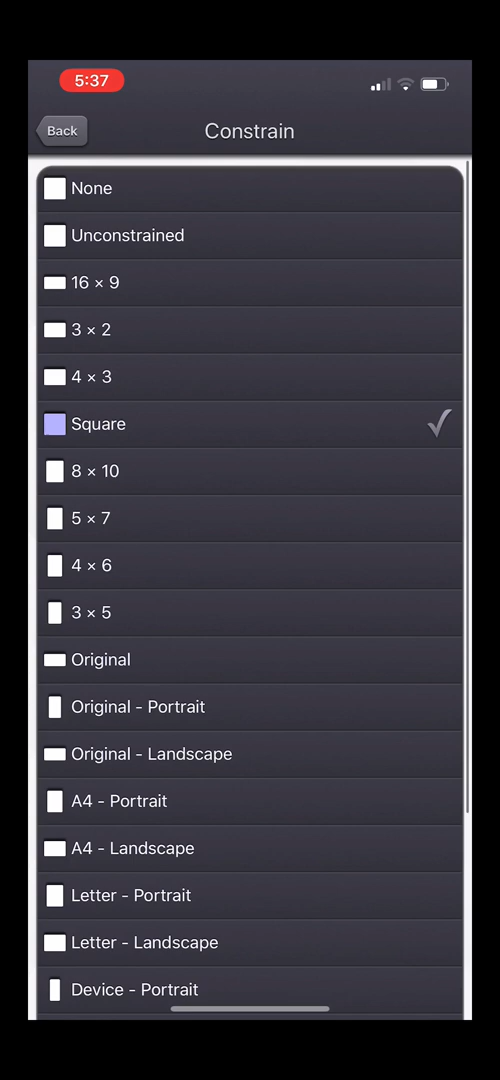 5:37
Back
Constrain
None
Unconstrained
16 × 9
3 × 2
4 × 3
Square
8 × 10
5 × 7
4 × 6
3 × 5
Original
Original - Portrait
Original - Landscape
A4 - Portrait
A4 - Landscape
Letter - Portrait
Letter - Landscape
Device - Portrait